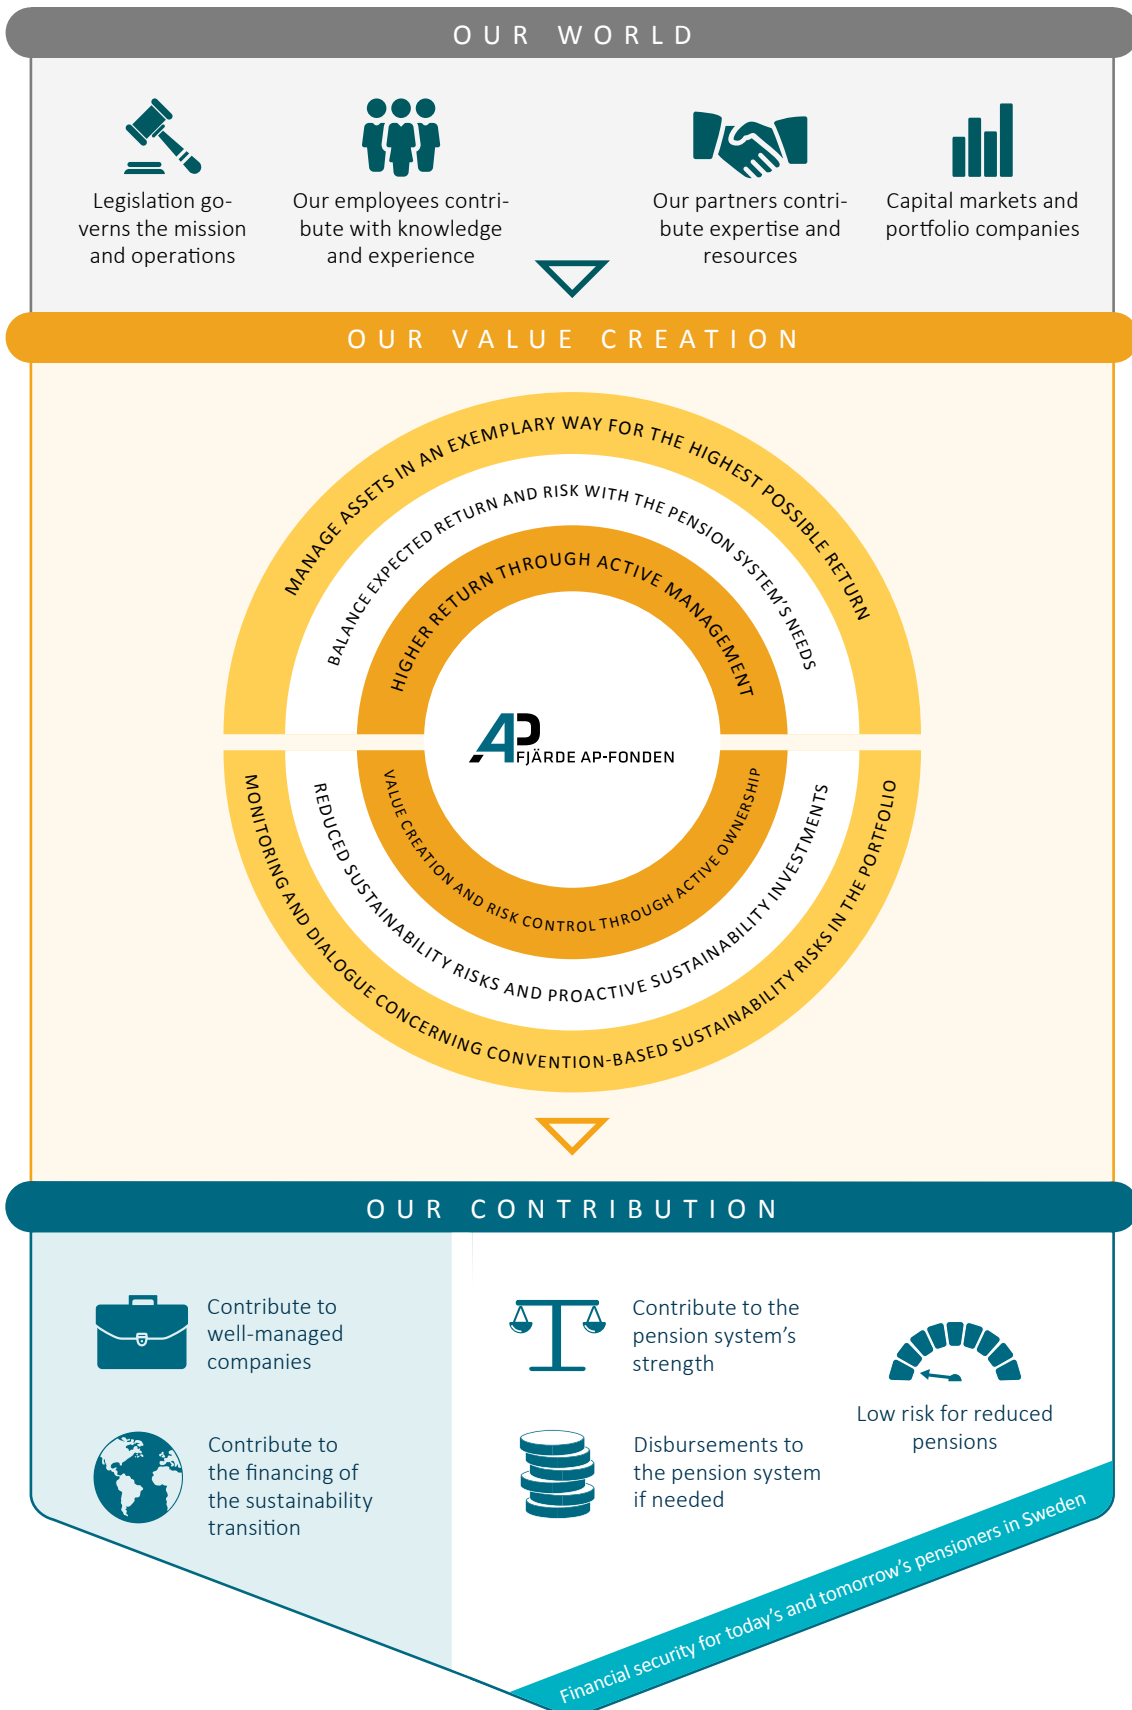 OUR WORLD
Legislation go-
verns the mission
and operations
Our employees contri-
bute with knowledge
and experience
Our partners contri-
bute expertise and
resources
Capital markets and
portfolio companies
OUR VALUE CREATION
MANAGE ASSETS IN AN EXEMPLARY WAY FOR THE HIGHEST POSSIBLE RETURN
BALANCE EXPECTED RETURN AND RISK WITH THE PENSION SYSTEM'S NEEDS
HIGHER RETURN THROUGH ACTIVE MANAGEMENT
AP
FJÄRDE AP-FONDEN
VALUE CREATION AND RISK CONTROL THROUGH ACTIVE OWNERSHIP
REDUCED SUSTAINABILITY RISKS AND PROACTIVE SUSTAINABILITY INVESTMENTS
MONITORING AND DIALOGUE CONCERNING CONVENTION-BASED SUSTAINABILITY RISKS IN THE PORTFOLIO
OUR CONTRIBUTION
Contribute to
well-managed
companies
Contribute to
the financing of
the sustainability
transition
Contribute to the
pension system's
strength
Disbursements to
the pension system
if needed
Low risk for reduced
pensions
Financial security for today's and tomorrow's pensioners in Sweden